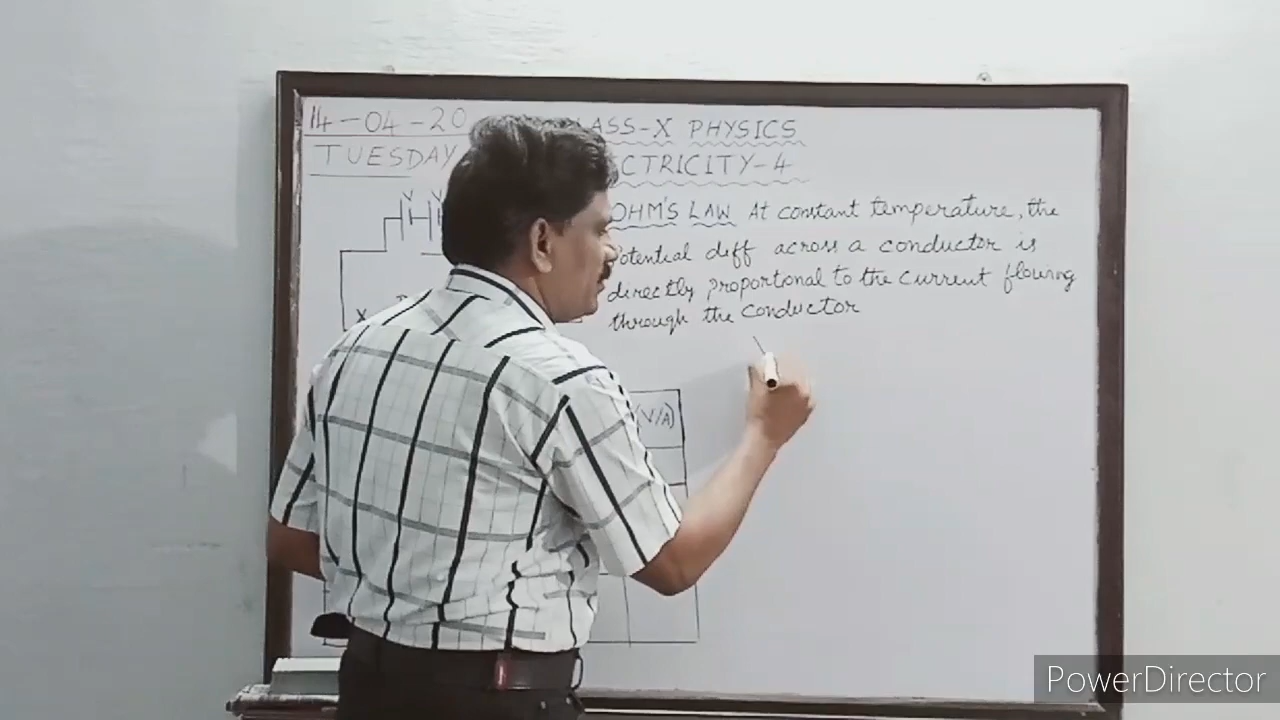 14-04-20
LASS-X PHYSICS
TUESDAY
CTRICITY-4
OHM'S LAW At constant temperature, the
Potential diff across a conductor is
directly proportional to the current flowing
through the conductor
X
(V/A)
PowerDirector